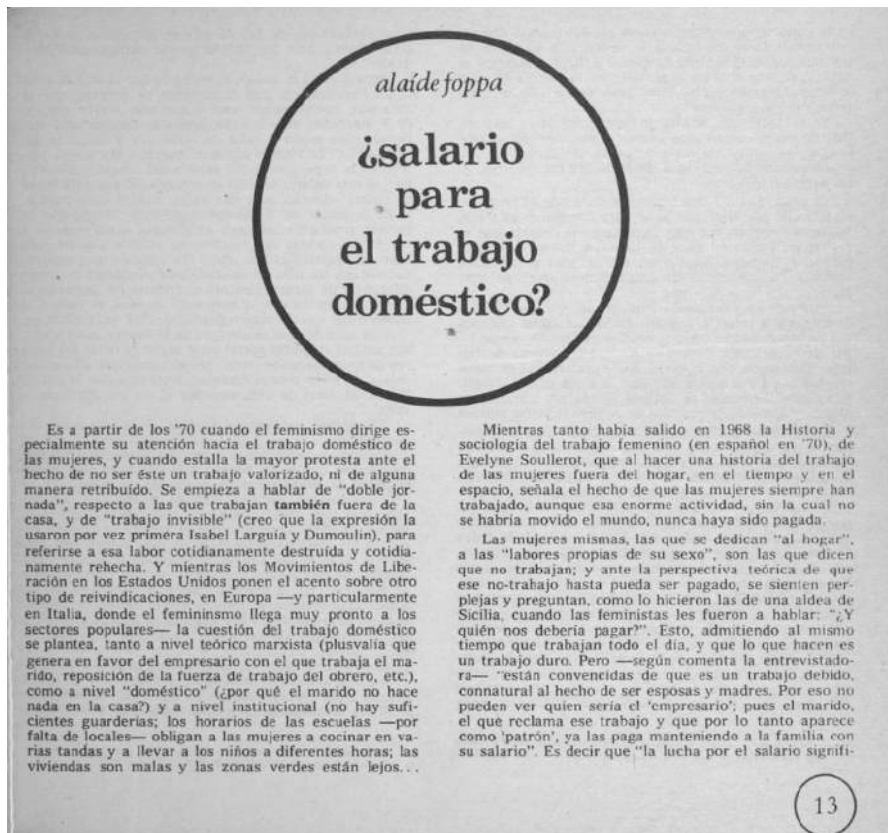 alaíde foppa
¿salario
para
el trabajo
doméstico?
Es a partir de los '70 cuando el feminismo dirige es-
pecialmente su atención hacia el trabajo doméstico de
las mujeres, y cuando estalla la mayor protesta ante el
hecho de no ser éste un trabajo valorizado, ni de alguna
manera retribuído. Se empieza a hablar de "doble jor-
nada", respecto a las que trabajan también fuera de la
casa, y de "trabajo invisible" (creo que la expresión la
usaron por vez primera Isabel Larguía y Dumoulin), para
referirse a esa labor cotidianamente destruída y cotidia-
namente rehecha. Y mientras los Movimientos de Libe-
ración en los Estados Unidos ponen el acento sobre otro
tipo de reivindicaciones, en Europa —y particularmente
en Italia, donde el femininsmo llega muy pronto a los
sectores populares— la cuestión del trabajo doméstico
se plantea, tanto a nivel teórico marxista (plusvalía que
genera en favor del empresario con el que trabaja el ma-
rido, reposición de la fuerza de trabajo del obrero, etc.),
como a nivel "doméstico" (¿por qué el marido no hace
nada en la casa?) y a nivel institucional (no hay sufi-
cientes guarderías; los horarios de las escuelas —por
falta de locales— obligan a las mujeres a cocinar en va-
rias tandas y a llevar a los niños a diferentes horas; las
viviendas son malas y las zonas verdes están lejos...
Mientras tanto había salido en 1968 la Historia y
sociología del trabajo femenino (en español en '70), de
Evelyne Soullerot, que al hacer una historia del trabajo
de las mujeres fuera del hogar, en el tiempo y en el
espacio, señala el hecho de que las mujeres siempre han
trabajado, aunque esa enorme actividad, sin la cual no
se habría movido el mundo, nunca haya sido pagada.
Las mujeres mismas, las que se dedican "al hogar",
a las "labores propias de su sexo", son las que dicen
que no trabajan; y ante la perspectiva teórica de que
ese no-trabajo hasta pueda ser pagado, se sienten per-
plejas y preguntan, como lo hicieron las de una aldea de
Sicilia, cuando las feministas les fueron a hablar: "¿Y
quién nos debería pagar?". Esto, admitiendo al mismo
tiempo que trabajan todo el día, y que lo que hacen es
un trabajo duro. Pero —según comenta la entrevistado-
ra— "están convencidas de que es un trabajo debido,
connatural al hecho de ser esposas y madres. Por eso no
pueden ver quien sería el 'empresario'; pues el marido,
el que reclama ese trabajo y que por lo tanto aparece
como 'patrón', ya las paga manteniendo a la familia con
su salario". Es decir que "la lucha por el salario signifi-
13